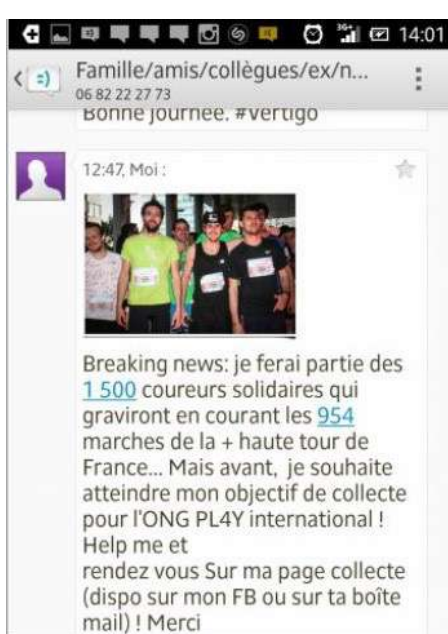 3G+ 14:01
Famille/amis/collègues/ex/n...
06 82 22 27 73
Bonne journée. #Vertigo
12:47, Moi :
Breaking news: je ferai partie des
1 500 coureurs solidaires qui
graviront en courant les 954
marches de la + haute tour de
France... Mais avant, je souhaite
atteindre mon objectif de collecte
pour l'ONG PL4Y international !
Help me et
rendez vous Sur ma page collecte
(dispo sur mon FB ou sur ta boîte
mail) ! Merci